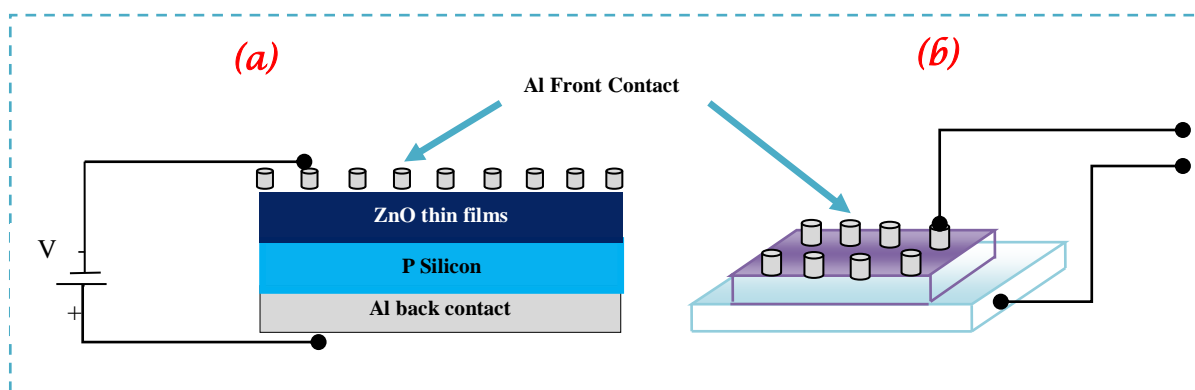 (a)
(b)
Al Front Contact
ZnO thin films
V
-
P Silicon
+
Al back contact